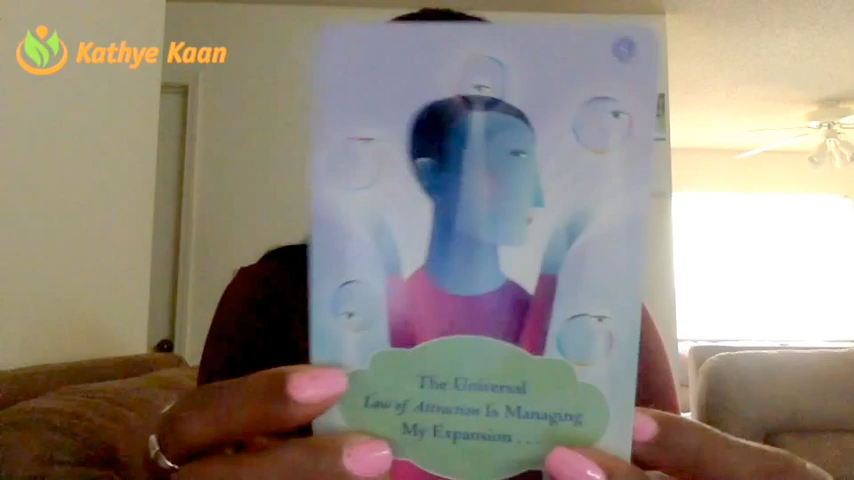 Kathye Kaan
The Universal
Law of Attraction Is Managing
My Expansion . . .